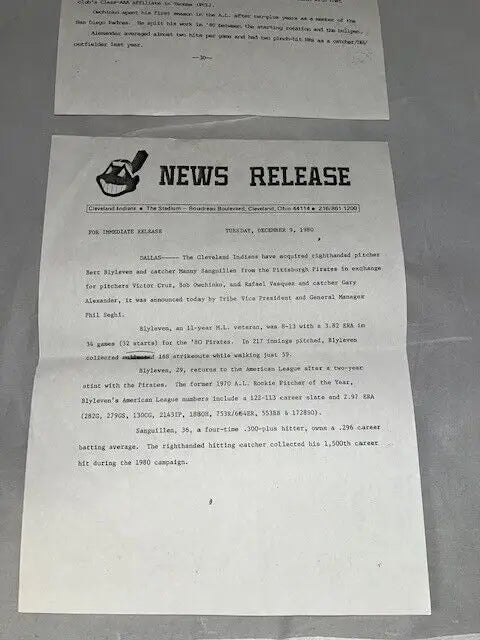 club's Class-AAA affiliate in Tacoma (PCL).
Owchinko spent his first season in the A.L. after two-plus years as a member of the
San Diego Padres. He split his work in '80 between the starting rotation and the bullpen.
Alexander averaged almost two hits per game and had two pinch-hit HRs as a catcher/DH/
outfielder last year.
--30--
NEWS RELEASE
Cleveland Indians • The Stadium — Boudreau Boulevard, Cleveland, Ohio 44114 • 216/861-1200
FOR IMMEDIATE RELEASE TUESDAY, DECEMBER 9, 1980
DALLAS---- The Cleveland Indians have acquired righthanded pitcher
Bert Blyleven and catcher Manny Sanguillen from the Pittsburgh Pirates in exchange
for pitchers Victor Cruz, Bob Owchinko, and Rafael Vasquez and catcher Gary
Alexander, it was announced today by Tribe Vice President and General Manager
Phil Seghi.
Blyleven, an 11-year M.L. veteran, was 8-13 with a 3.82 ERA in
34 games (32 starts) for the '80 Pirates. In 217 innings pitched, Blyleven
collected 168 strikeouts while walking just 59.
Blyleven, 29, returns to the American League after a two-year
stint with the Pirates. The former 1970 A.L. Rookie Pitcher of the Year,
Blyleven's American League numbers include a 122-113 career slate and 2.97 ERA
(282G, 279GS, 130CG, 2143IP, 1880H, 753R/664ER, 553BB & 1728SO).
Sanguillen, 36, a four-time .300-plus hitter, owns a .296 career
batting average. The righthanded hitting catcher collected his 1,500th career
hit during the 1980 campaign.